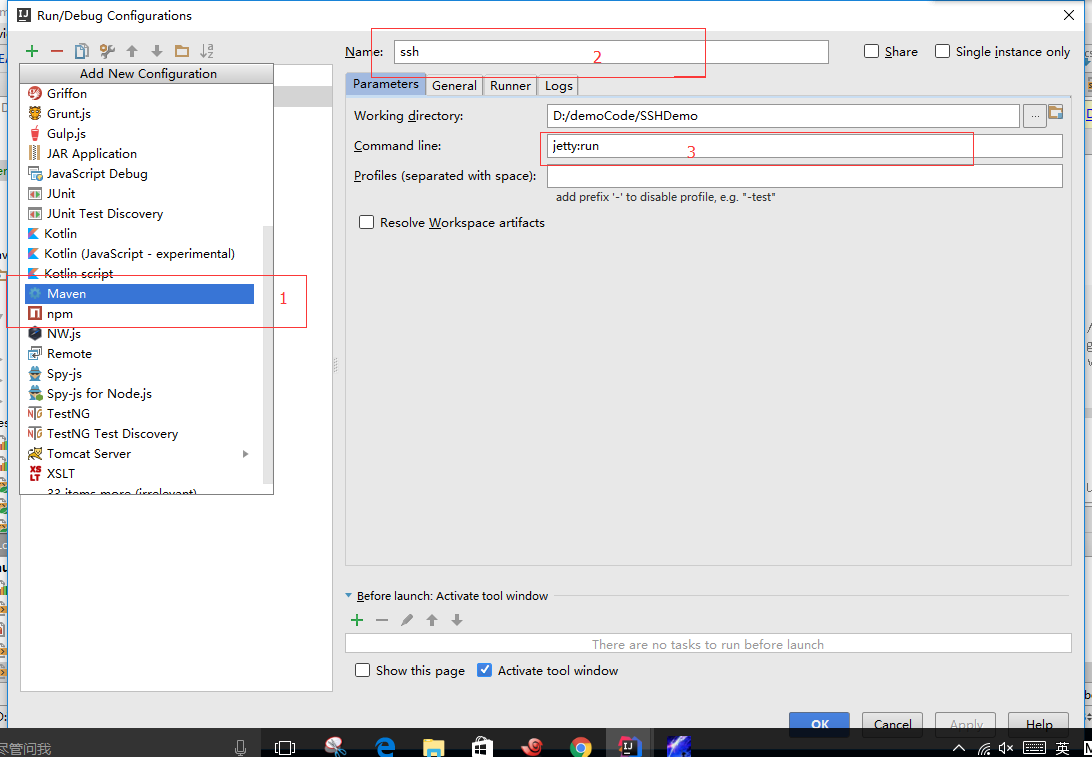 Run/Debug Configurations
Name: ssh
2
Share
Single instance only
Add New Configuration
Griffon
Grunt.js
Gulp.js
JAR Application
JavaScript Debug
JUnit
JUnit Test Discovery
Kotlin
Kotlin (JavaScript - experimental)
Kotlin script
Maven
1
npm
NW.js
Remote
Spy-js
Spy-js for Node.js
TestNG
TestNG Test Discovery
Tomcat Server
XSLT
33 items more (irrelevant)
Parameters General Runner Logs
Working directory: D:/demoCode/SSHDemo
...
Command line: jetty:run
3
Profiles (separated with space):
add prefix '-' to disable profile, e.g. "-test"
Resolve Workspace artifacts
Before launch: Activate tool window
There are no tasks to run before launch
Show this page
Activate tool window
OK Cancel Apply Help
尽管问我
英